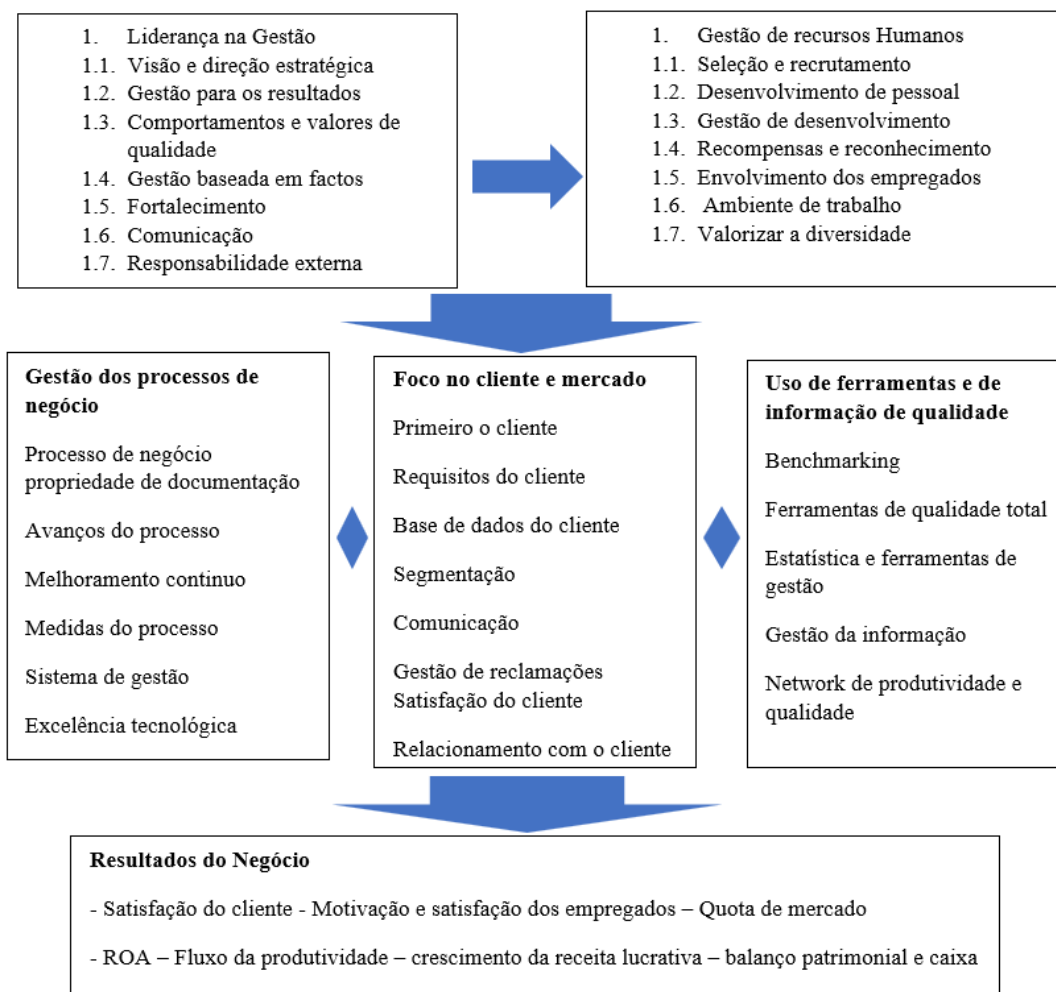 1. Liderança na Gestão
1.1. Visão e direção estratégica
1.2. Gestão para os resultados
1.3. Comportamentos e valores de
qualidade
1.4. Gestão baseada em factos
1.5. Fortalecimento
1.6. Comunicação
1.7. Responsabilidade externa
1. Gestão de recursos Humanos
1.1. Seleção e recrutamento
1.2. Desenvolvimento de pessoal
1.3. Gestão de desenvolvimento
1.4. Recompensas e reconhecimento
1.5. Envolvimento dos empregados
1.6. Ambiente de trabalho
1.7. Valorizar a diversidade
Gestão dos processos de
negócio
Processo de negócio
propriedade de documentação
Avanços do processo
Melhoramento continuo
Medidas do processo
Sistema de gestão
Excelência tecnológica
Foco no cliente e mercado
Primeiro o cliente
Requisitos do cliente
Base de dados do cliente
Segmentação
Comunicação
Gestão de reclamações
Satisfação do cliente
Relacionamento com o cliente
Uso de ferramentas e de
informação de qualidade
Benchmarking
Ferramentas de qualidade total
Estatística e ferramentas de
gestão
Gestão da informação
Network de produtividade e
qualidade
Resultados do Negócio
- Satisfação do cliente - Motivação e satisfação dos empregados – Quota de mercado
- ROA – Fluxo da produtividade – crescimento da receita lucrativa – balanço patrimonial e caixa